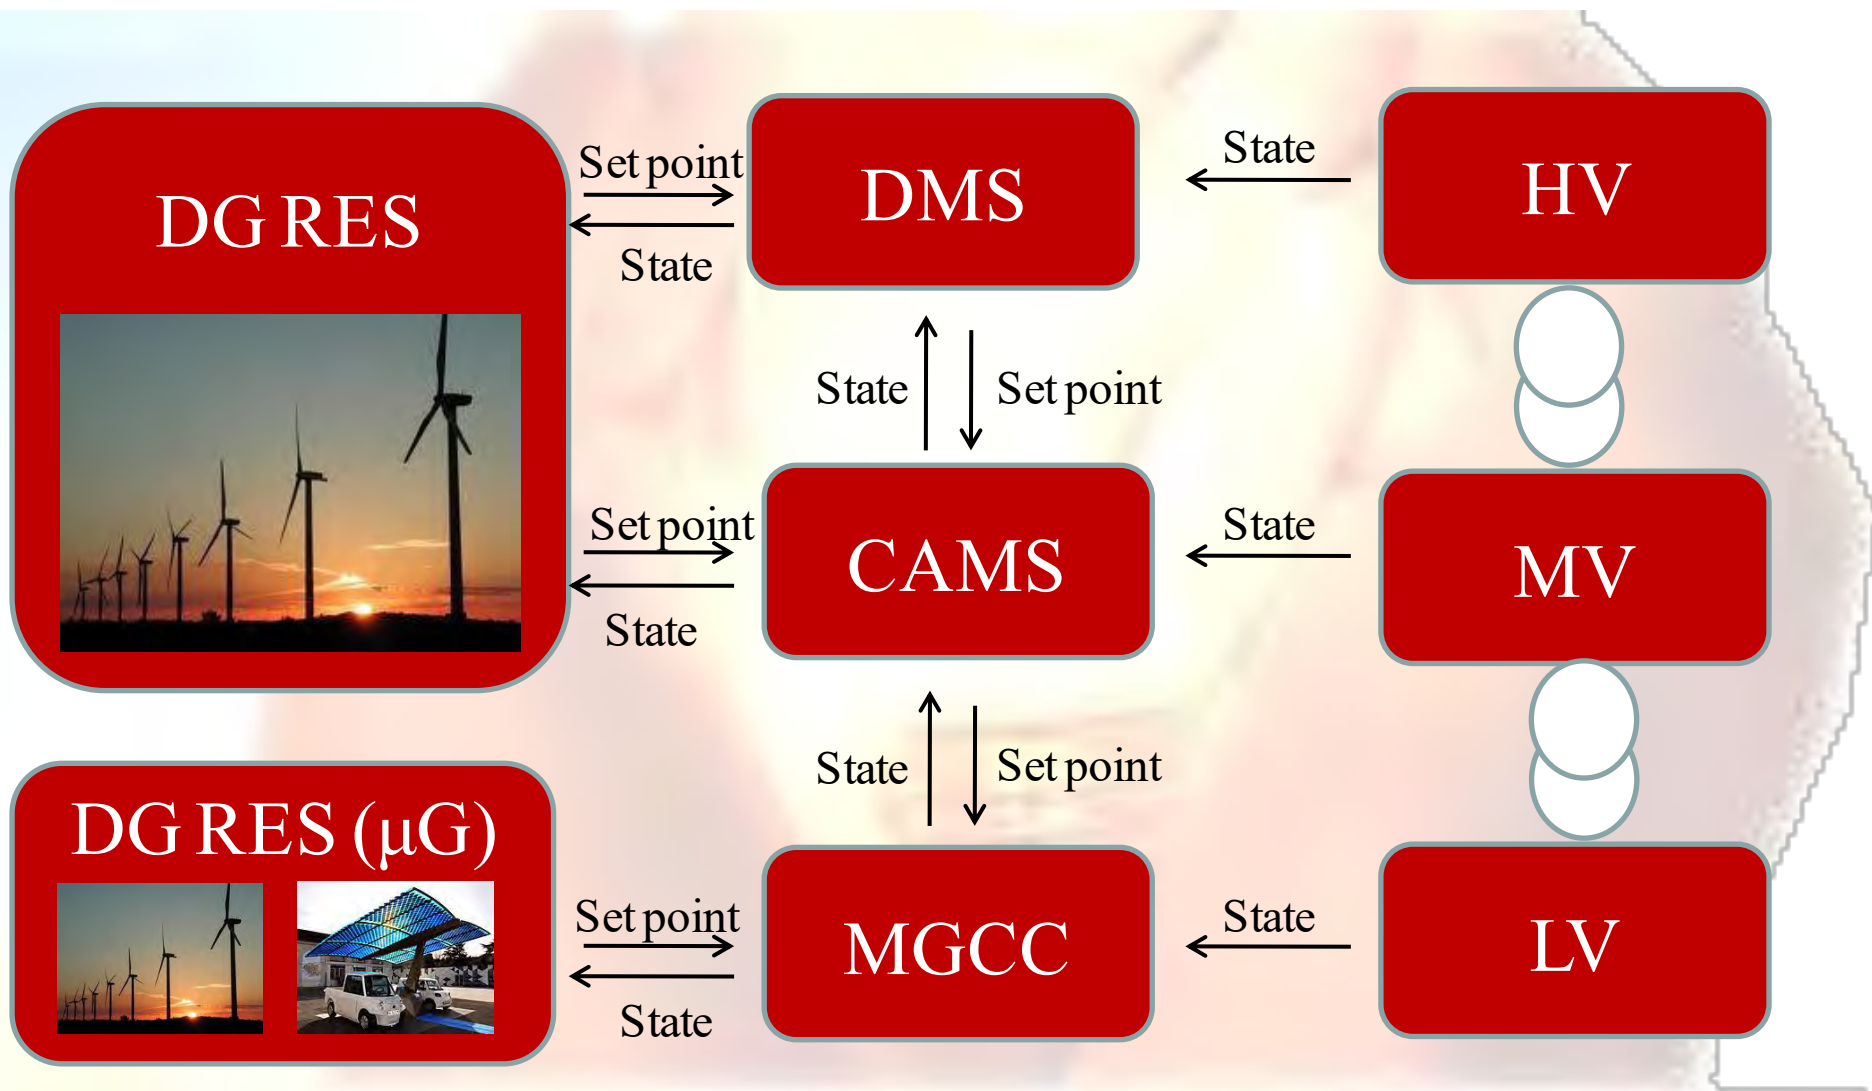 DG RES
Set point
State
DMS
State
HV
State
Set point
Set point
State
CAMS
State
MV
State
Set point
DG RES (μG)
Set point
State
MGCC
State
LV